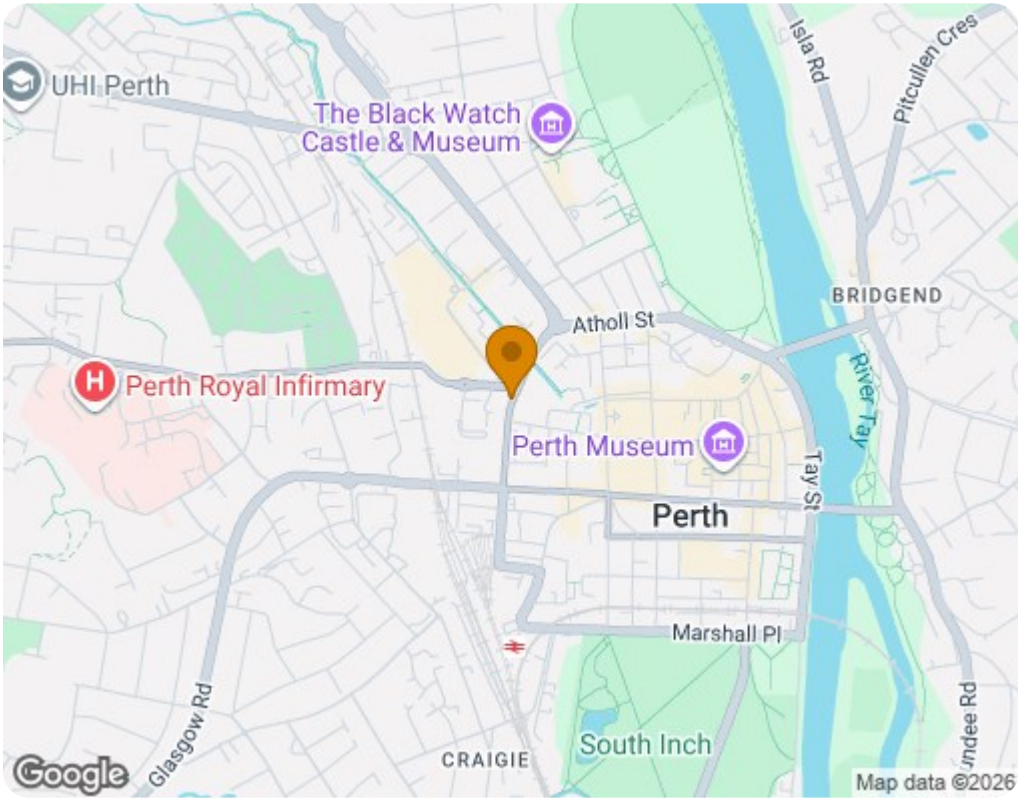 Isla Rd
Pitcullen Cres
UHI Perth
The Black Watch
Castle & Museum
BRIDGEND
Atholl St
H
Perth Royal Infirmary
River Tay
Perth Museum
Tay St
Perth
Marshall Pl
Glasgow Rd
undee Rd
South Inch
CRAIGIE
Google
Map data ©2026